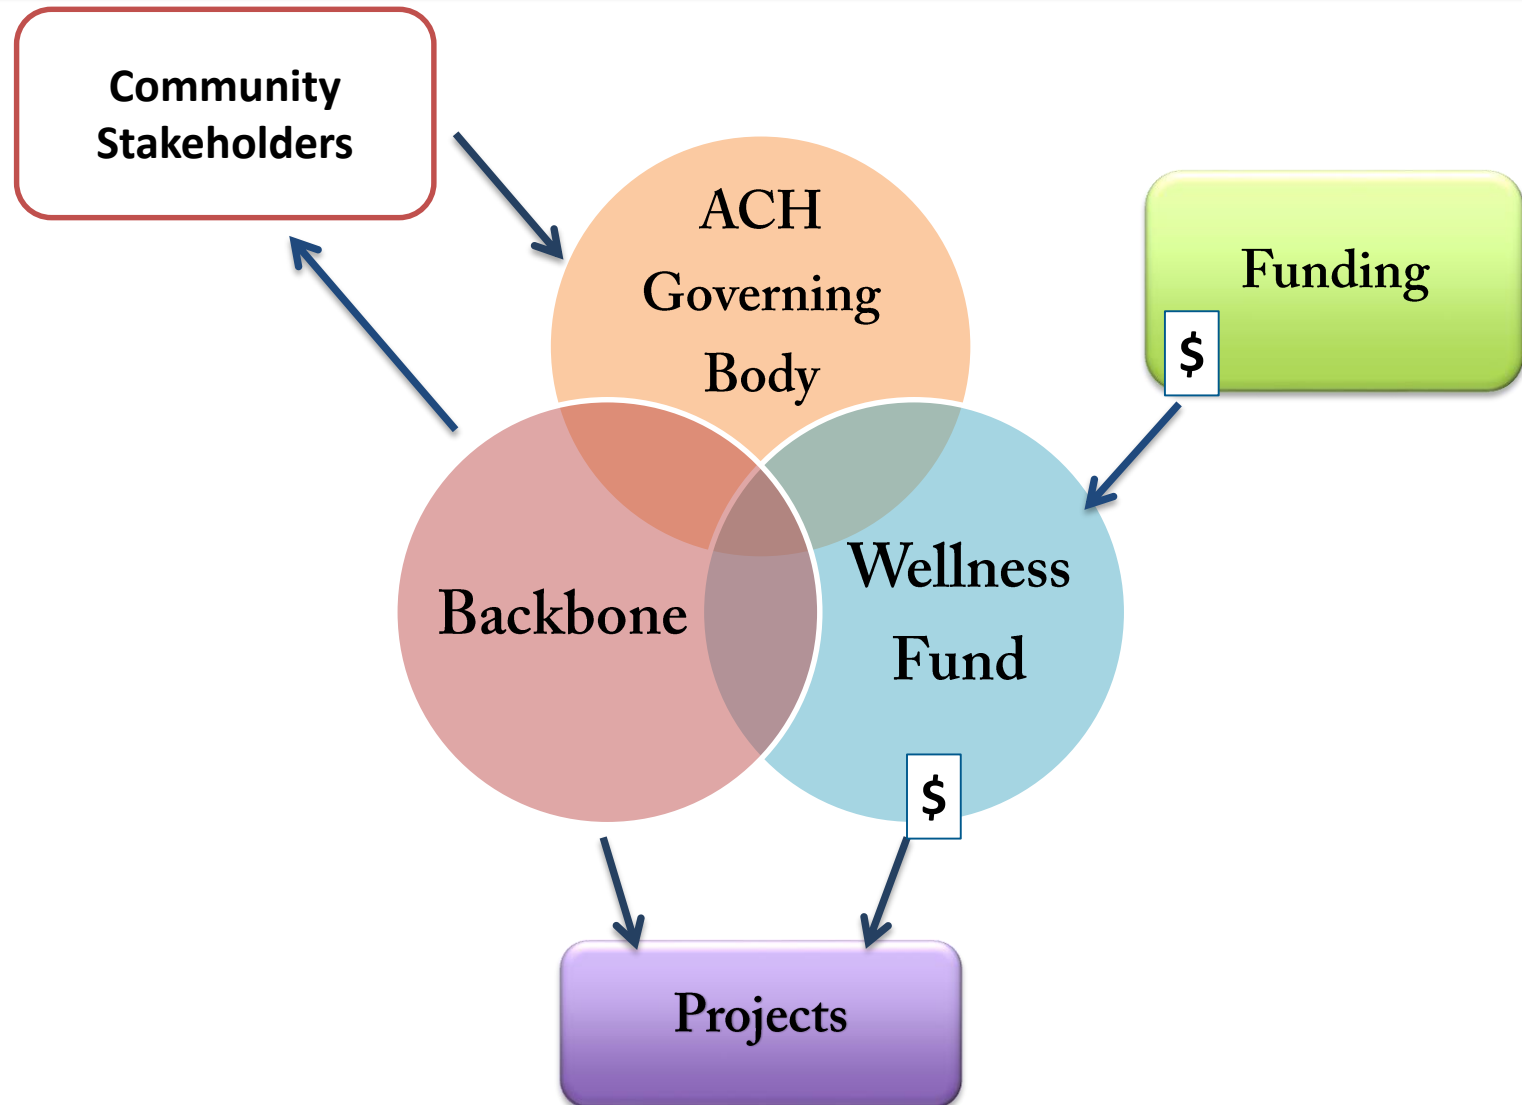 Community
Stakeholders
ACH
Governing
Body
Funding
$
Backbone
Wellness
Fund
$
Projects